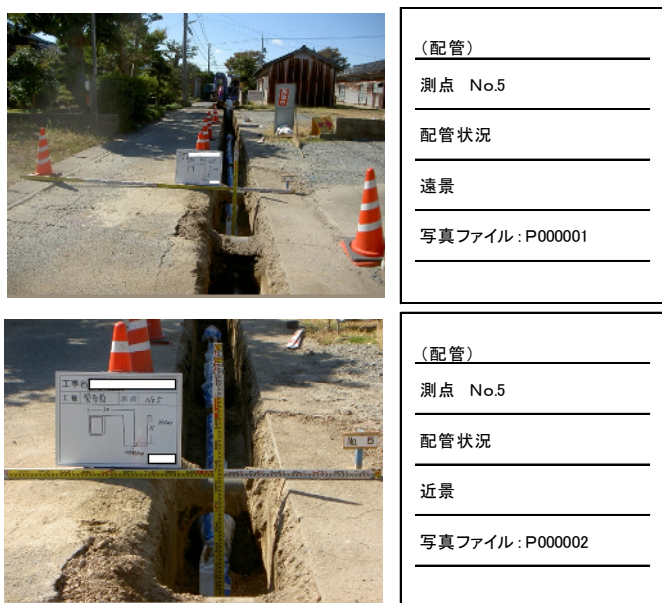 （配管）
測点　No.5
配管状況
遠景
写真ファイル：P000001
工事名
工種 測点 No5
No 5
（配管）
測点　No.5
配管状況
近景
写真ファイル：P000002